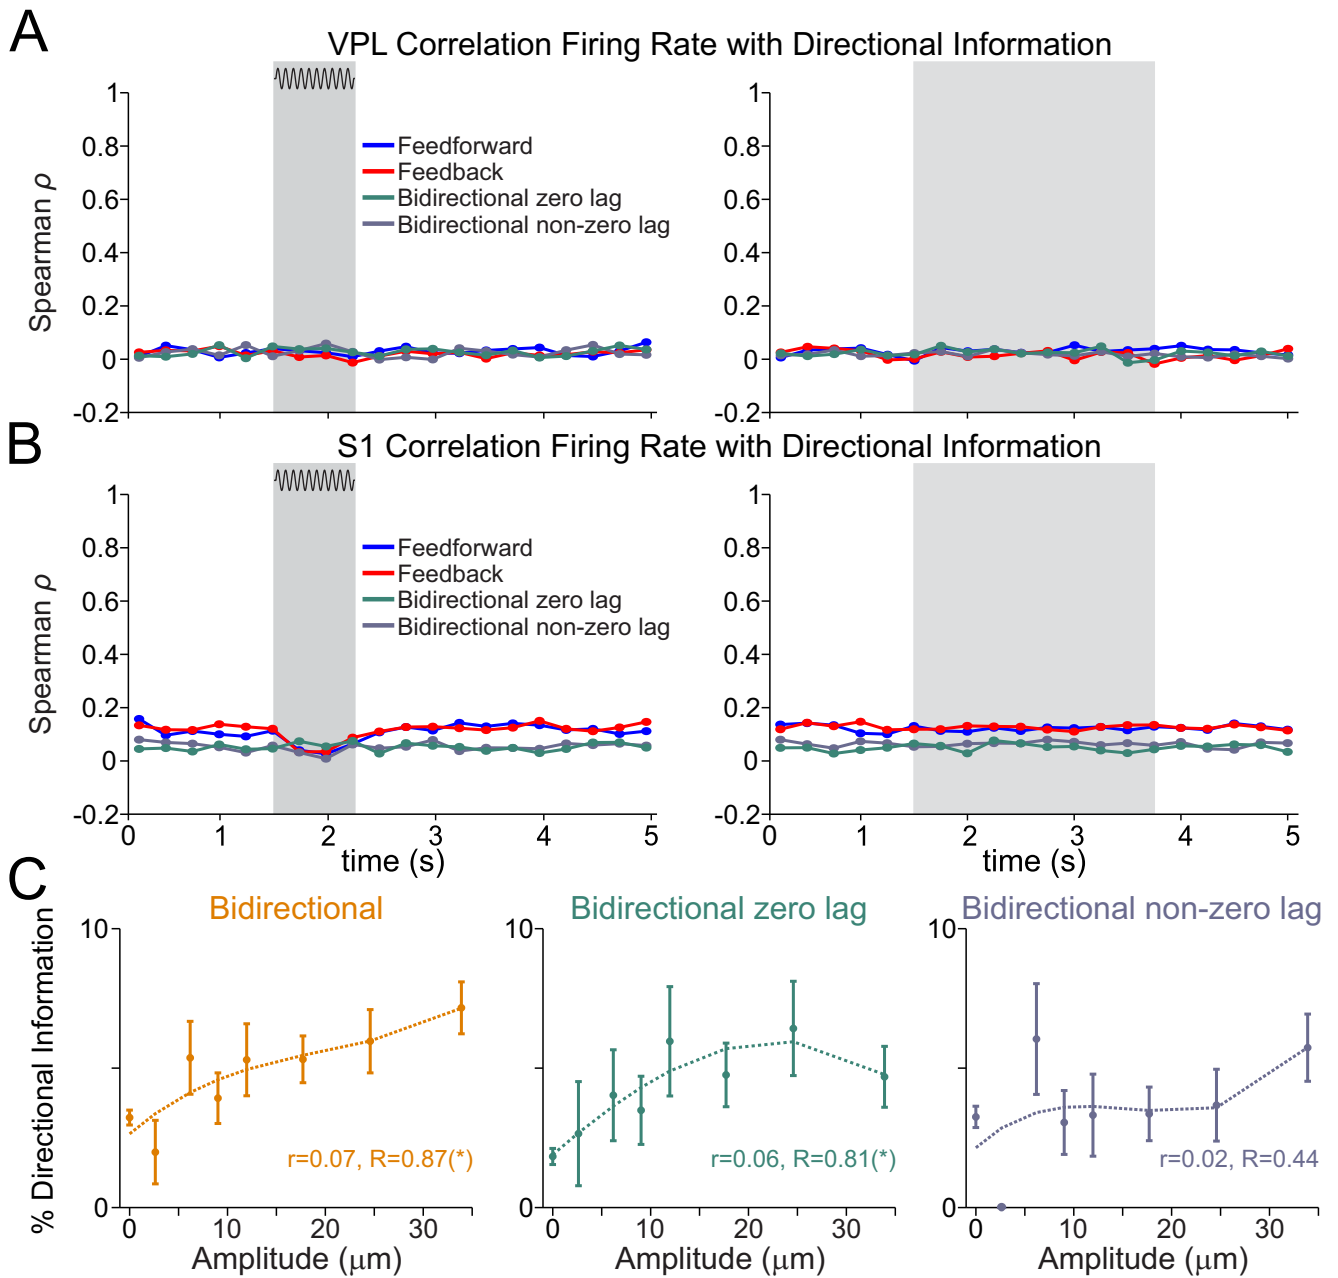 A
VPL Correlation Firing Rate with Directional Information
1
0.8
0.6
0.4
0.2
0
-0.2
Spearman ρ
Feedforward
Feedback
Bidirectional zero lag
Bidirectional non-zero lag
1
0.8
0.6
0.4
0.2
0
-0.2
B
S1 Correlation Firing Rate with Directional Information
1
0.8
0.6
0.4
0.2
0
-0.2
Spearman ρ
Feedforward
Feedback
Bidirectional zero lag
Bidirectional non-zero lag
0 1 2 3 4 5
time (s)
1
0.8
0.6
0.4
0.2
0
-0.2
0 1 2 3 4 5
time (s)
C
% Directional Information
Bidirectional
10
0
r=0.07, R=0.87(*)
0 10 20 30
Amplitude (μm)
Bidirectional zero lag
10
0
r=0.06, R=0.81(*)
0 10 20 30
Amplitude (μm)
Bidirectional non-zero lag
10
0
r=0.02, R=0.44
0 10 20 30
Amplitude (μm)